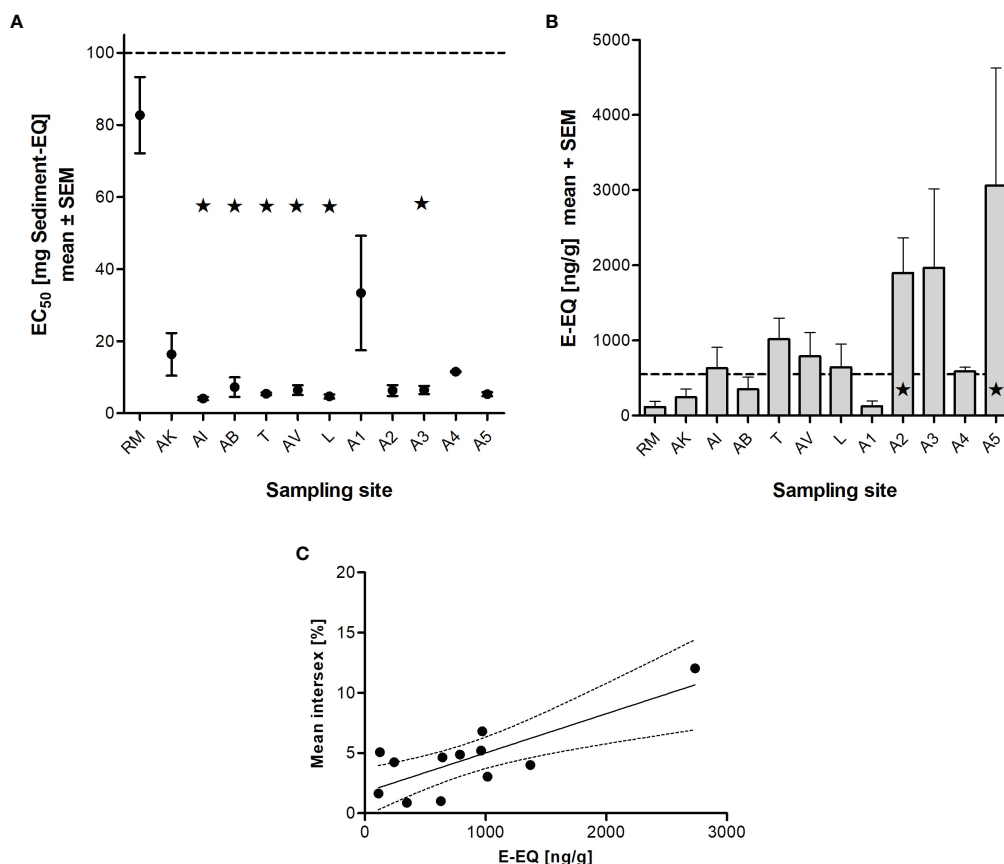 A
EC50 [mg Sediment-EQ]
mean ± SEM
100
80
60
40
20
0
RM AK AI AB T AV L A1 A2 A3 A4 A5
Sampling site
B
E-EQ [ng/g] mean + SEM
5000
4000
3000
2000
1000
0
RM AK AI AB T AV L A1 A2 A3 A4 A5
Sampling site
C
Mean intersex [%]
20
15
10
5
0
0 1000 2000 3000
E-EQ [ng/g]